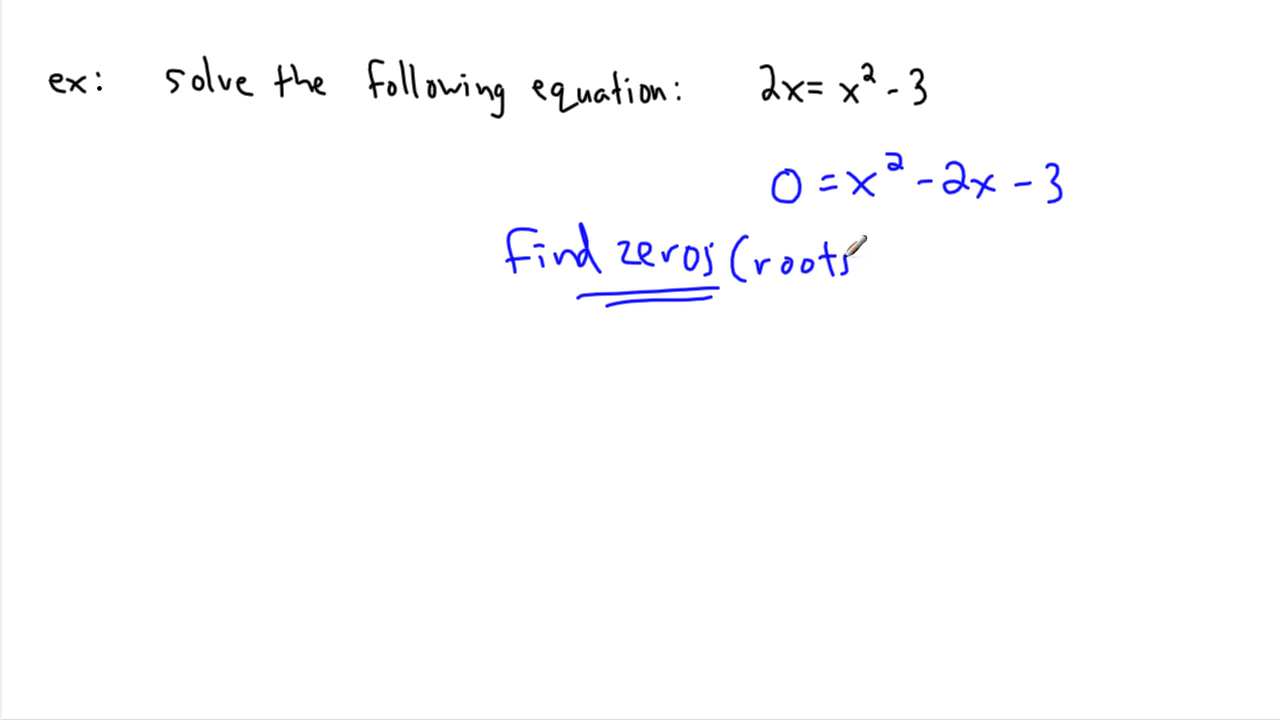 ex: solve the following equation: 2x = x² - 3
0 = x² - 2x - 3
Find zeros (roots